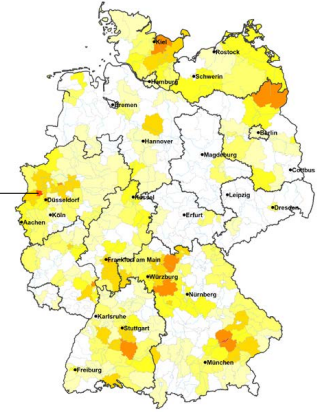 Kiel
Rostock
Hamburg
Schwerin
Bremen
Berlin
Hannover
Magdeburg
Cottbus
Düsseldorf
Kassel
Leipzig
Dresden
Köln
Erfurt
Aachen
Frankfurt am Main
Würzburg
Nürnberg
Karlsruhe
Stuttgart
München
Freiburg